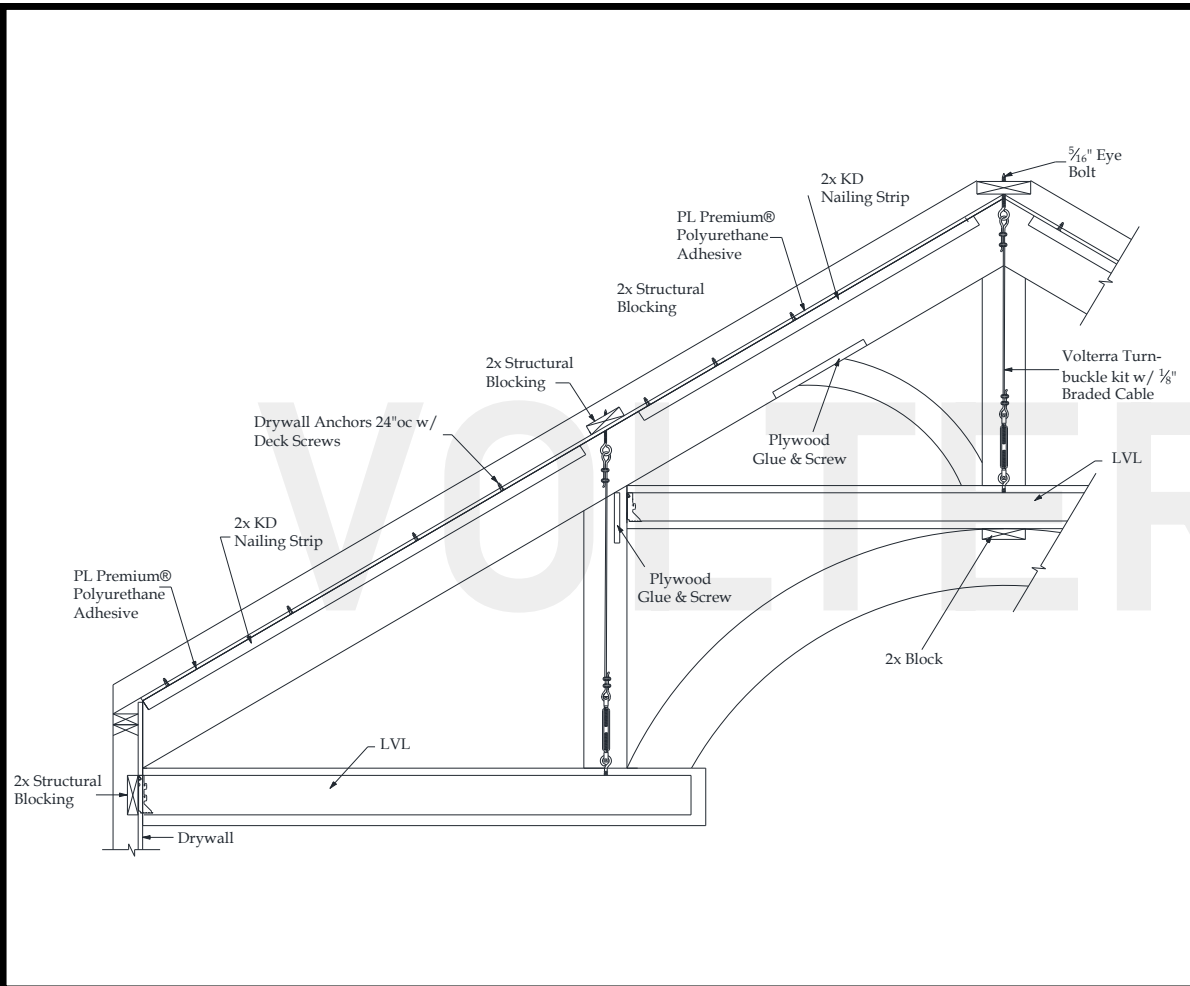 5/16" Eye
Bolt
2x KD
Nailing Strip
PL Premium®
Polyurethane
Adhesive
2x Structural
Blocking
2x Structural
Blocking
Volterra Turn-
buckle kit w/ 1/8"
Braded Cable
Drywall Anchors 24"oc w/
Deck Screws
Plywood
Glue & Screw
LVL
2x KD
Nailing Strip
PL Premium®
Polyurethane
Adhesive
Plywood
Glue & Screw
2x Block
LVL
2x Structural
Blocking
Drywall
VOLTER